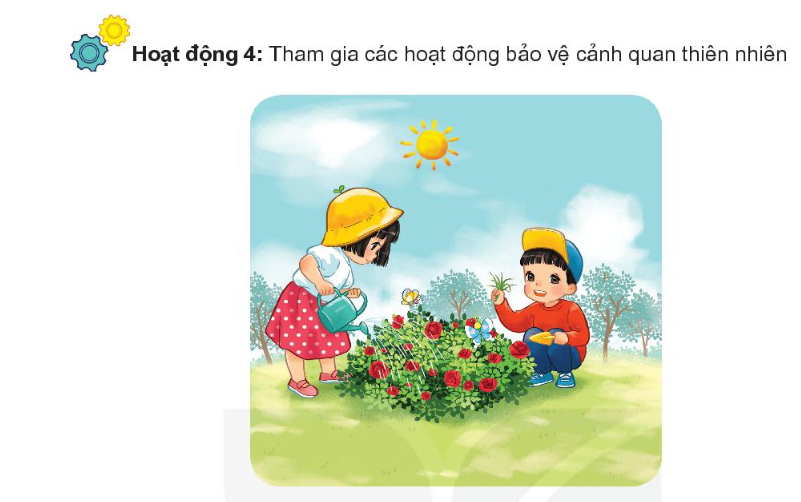 Hoạt động 4: Tham gia các hoạt động bảo vệ cảnh quan thiên nhiên